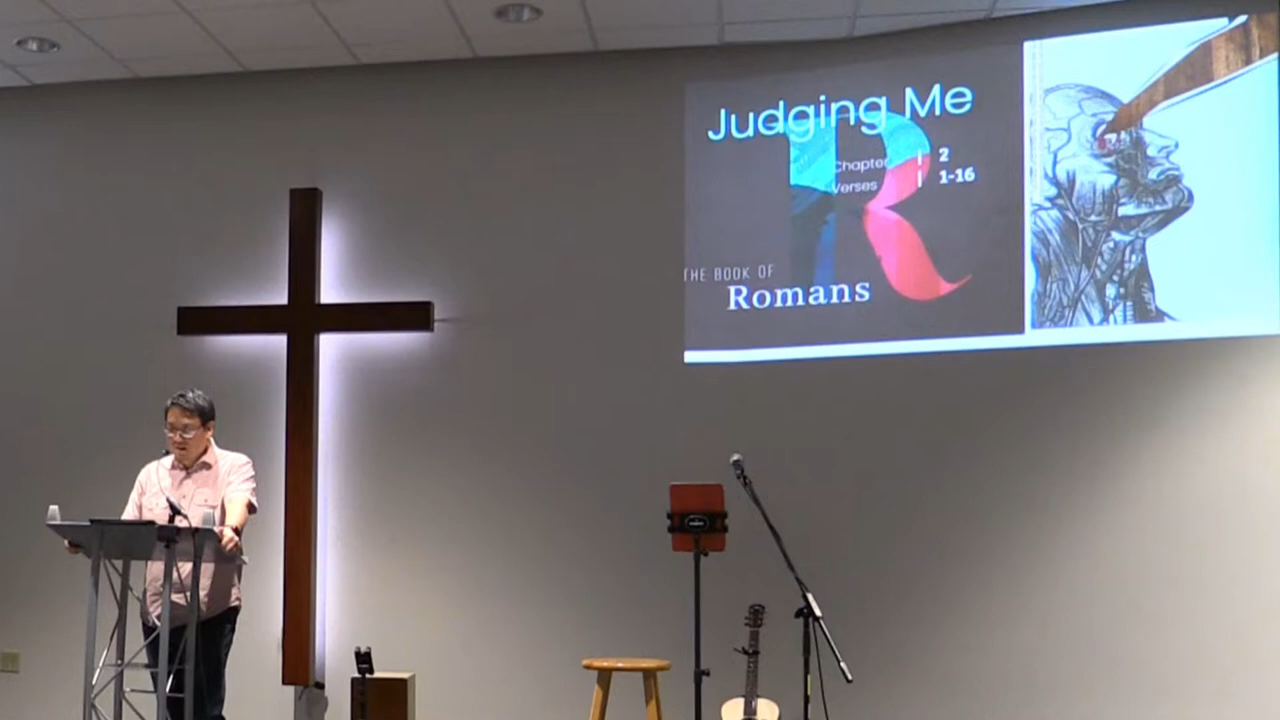 Judging Me
Chapter | 2
Verses | 1-16
THE BOOK OF
Romans